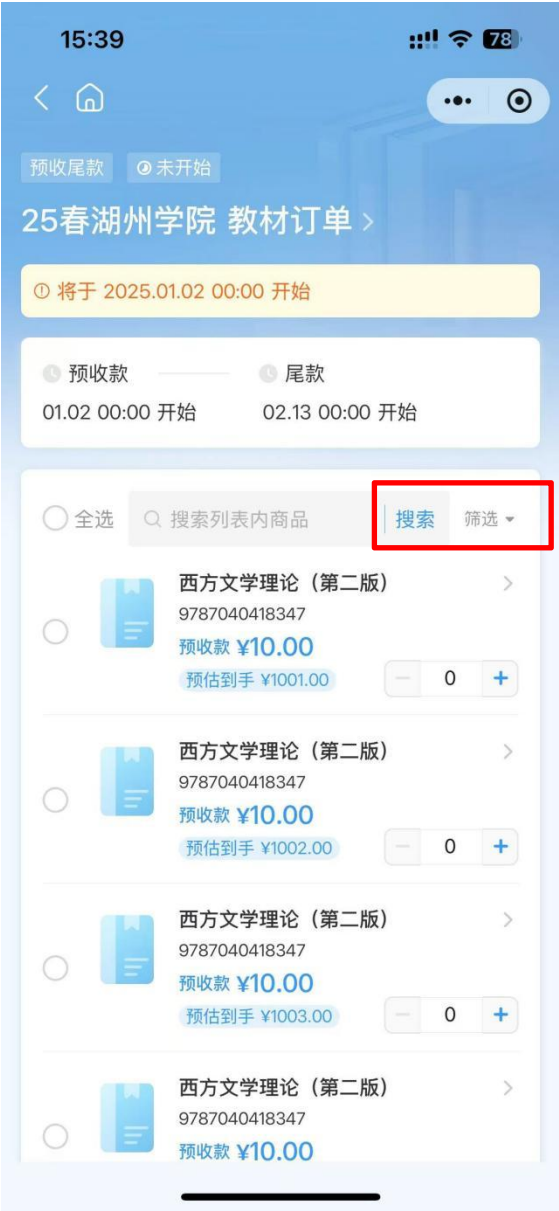 15:39 78
预收尾款 未开始
25春湖州学院 教材订单
将于 2025.01.02 00:00 开始
预收款 尾款
01.02 00:00 开始 02.13 00:00 开始
全选 搜索列表内商品 搜索 筛选
西方文学理论（第二版）
9787040418347
预收款 ¥10.00
预估到手 ¥1001.00 0
西方文学理论（第二版）
9787040418347
预收款 ¥10.00
预估到手 ¥1002.00 0
西方文学理论（第二版）
9787040418347
预收款 ¥10.00
预估到手 ¥1003.00 0
西方文学理论（第二版）
9787040418347
预收款 ¥10.00